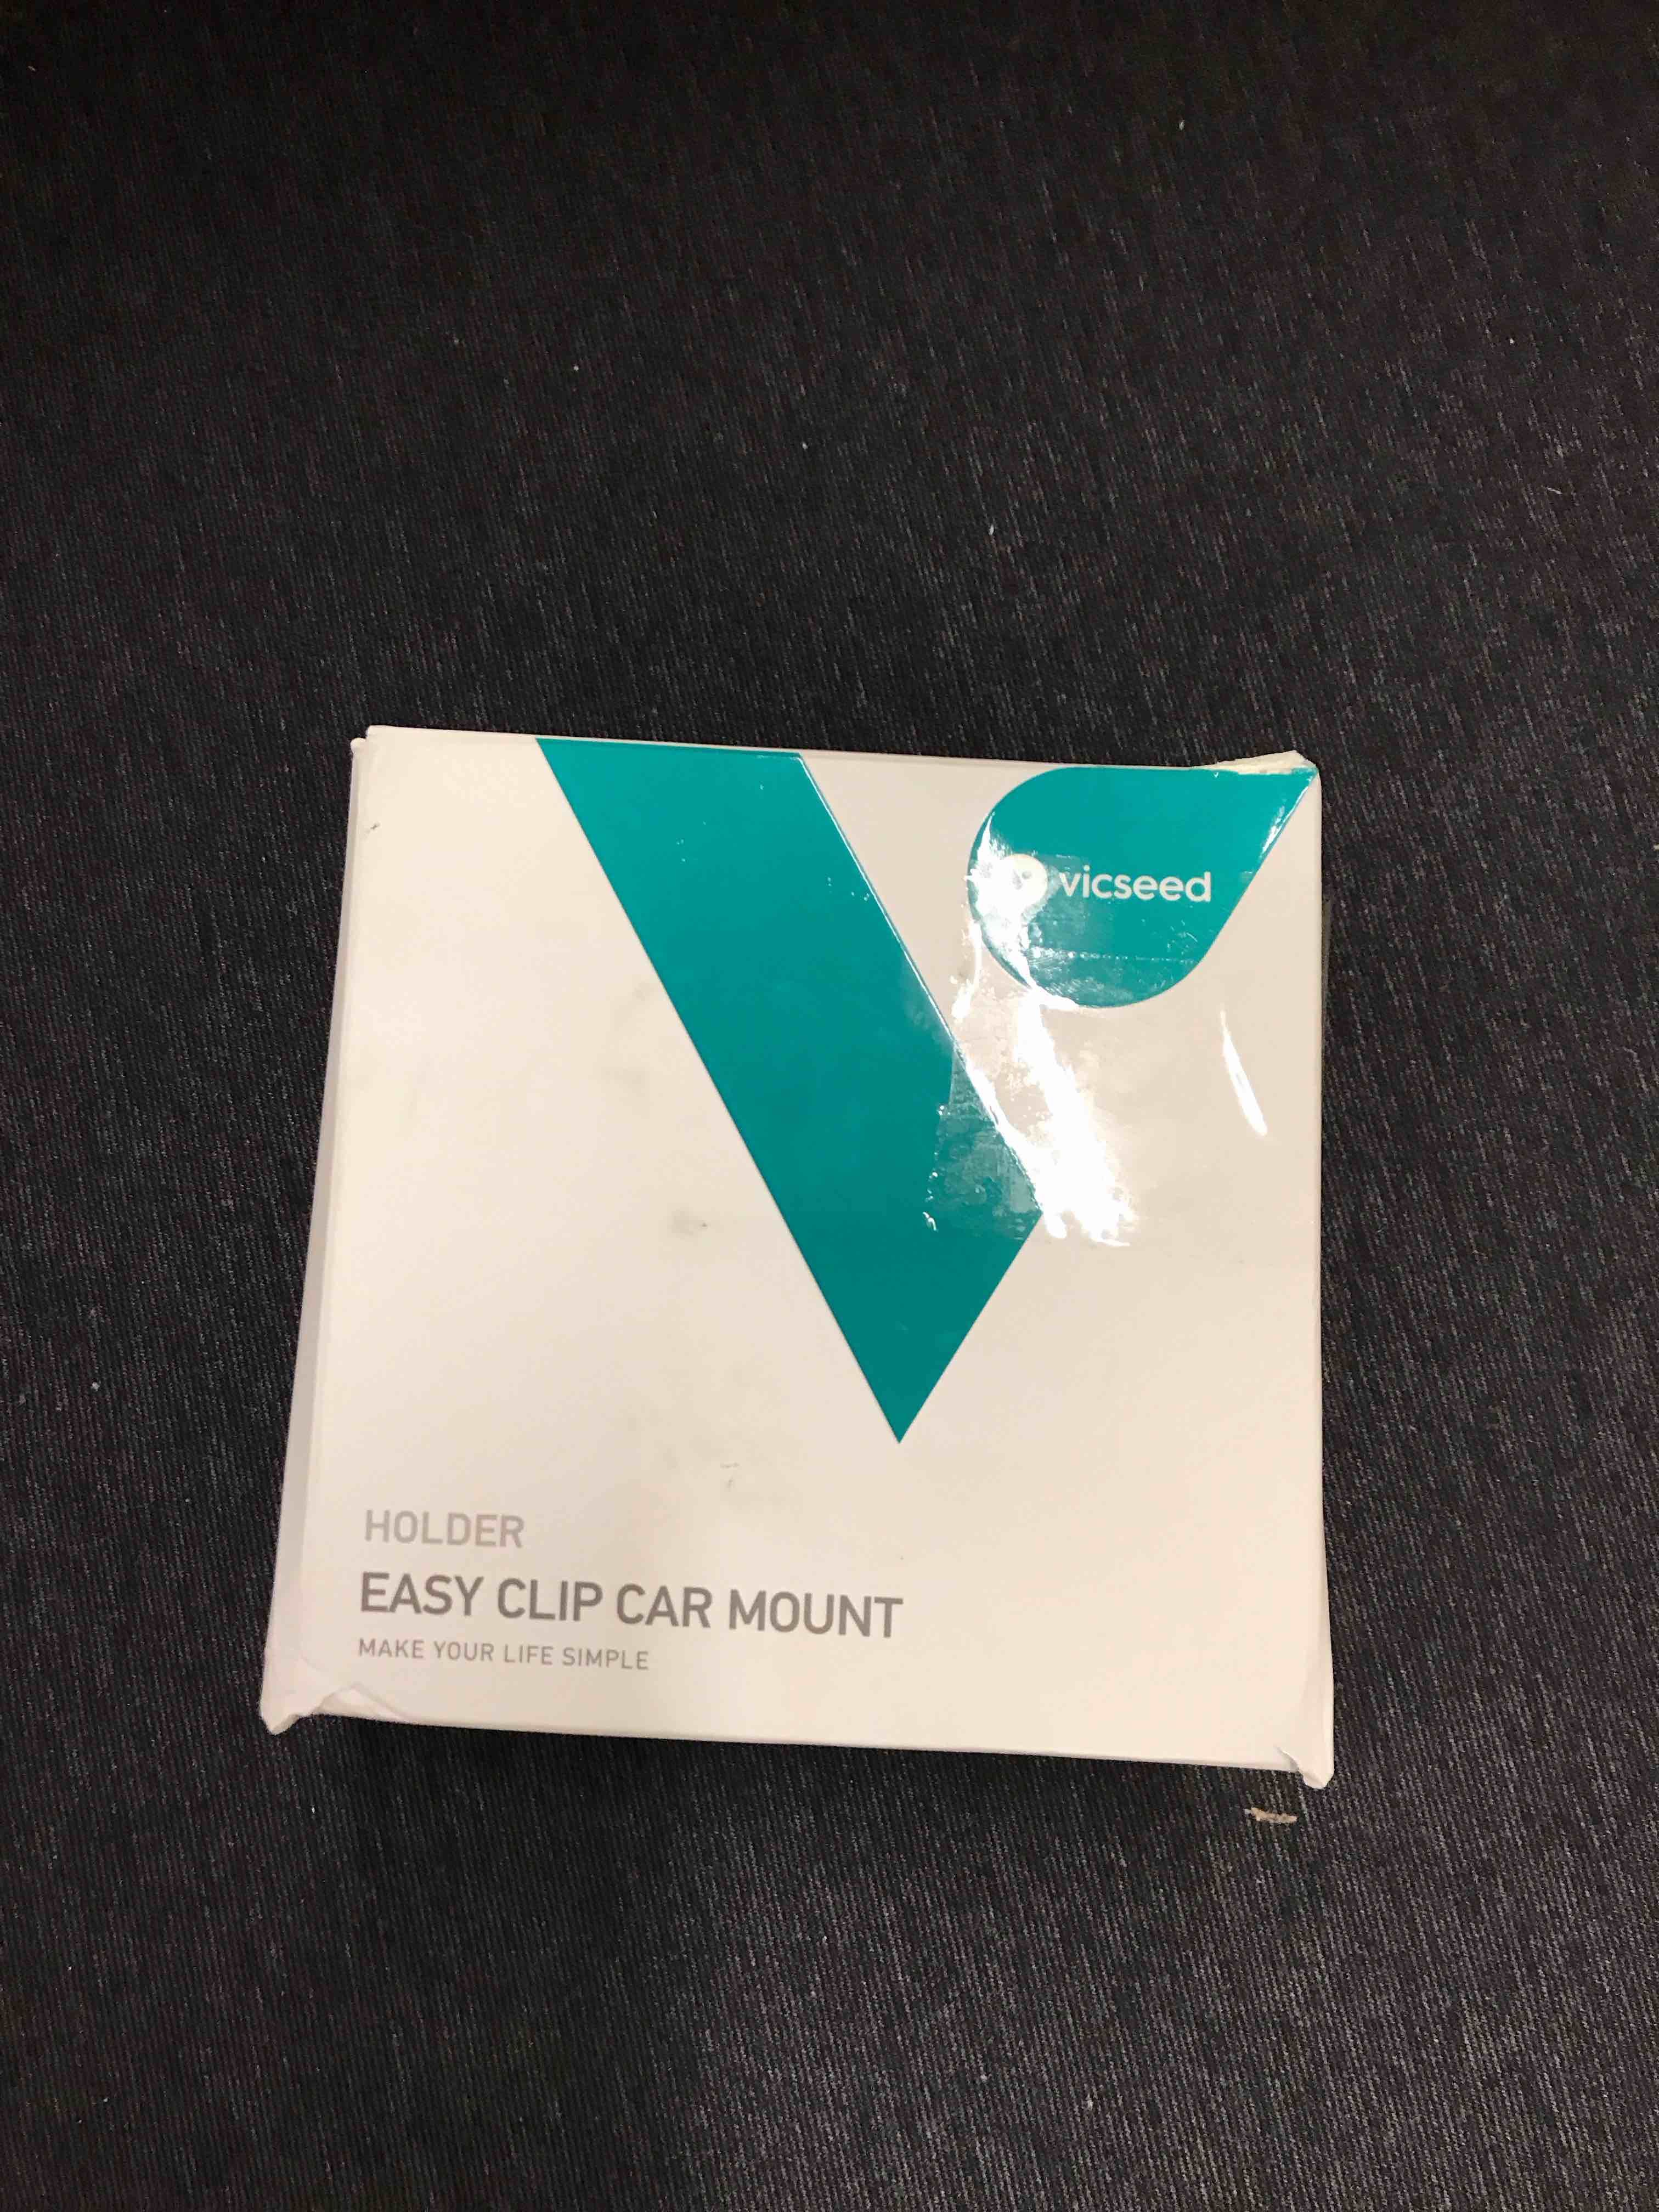 vicseed
HOLDER
EASY CLIP CAR MOUNT
MAKE YOUR LIFE SIMPLE